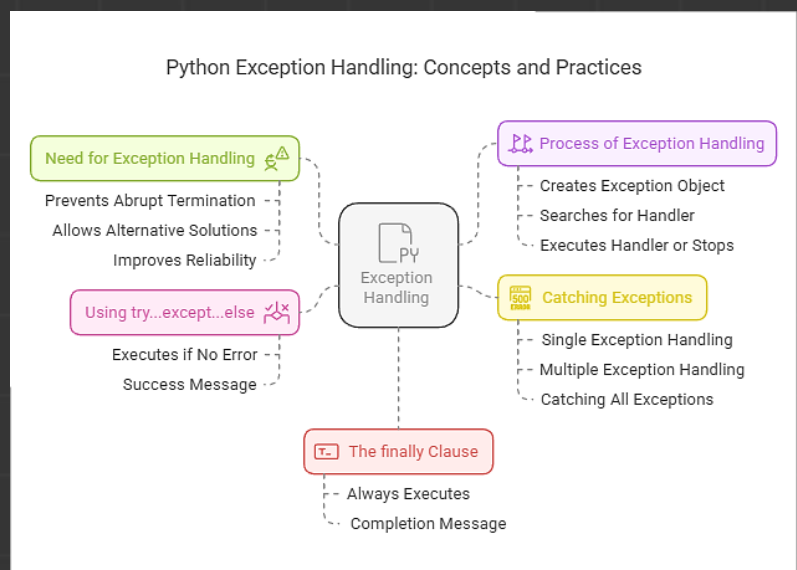 Python Exception Handling: Concepts and Practices
Need for Exception Handling
Prevents Abrupt Termination
Allows Alternative Solutions
Improves Reliability
Using try...except...else
Executes if No Error
Success Message
PY
Exception
Handling
Process of Exception Handling
Creates Exception Object
Searches for Handler
Executes Handler or Stops
500
ERROR
Catching Exceptions
Single Exception Handling
Multiple Exception Handling
Catching All Exceptions
T_
The finally Clause
Always Executes
Completion Message